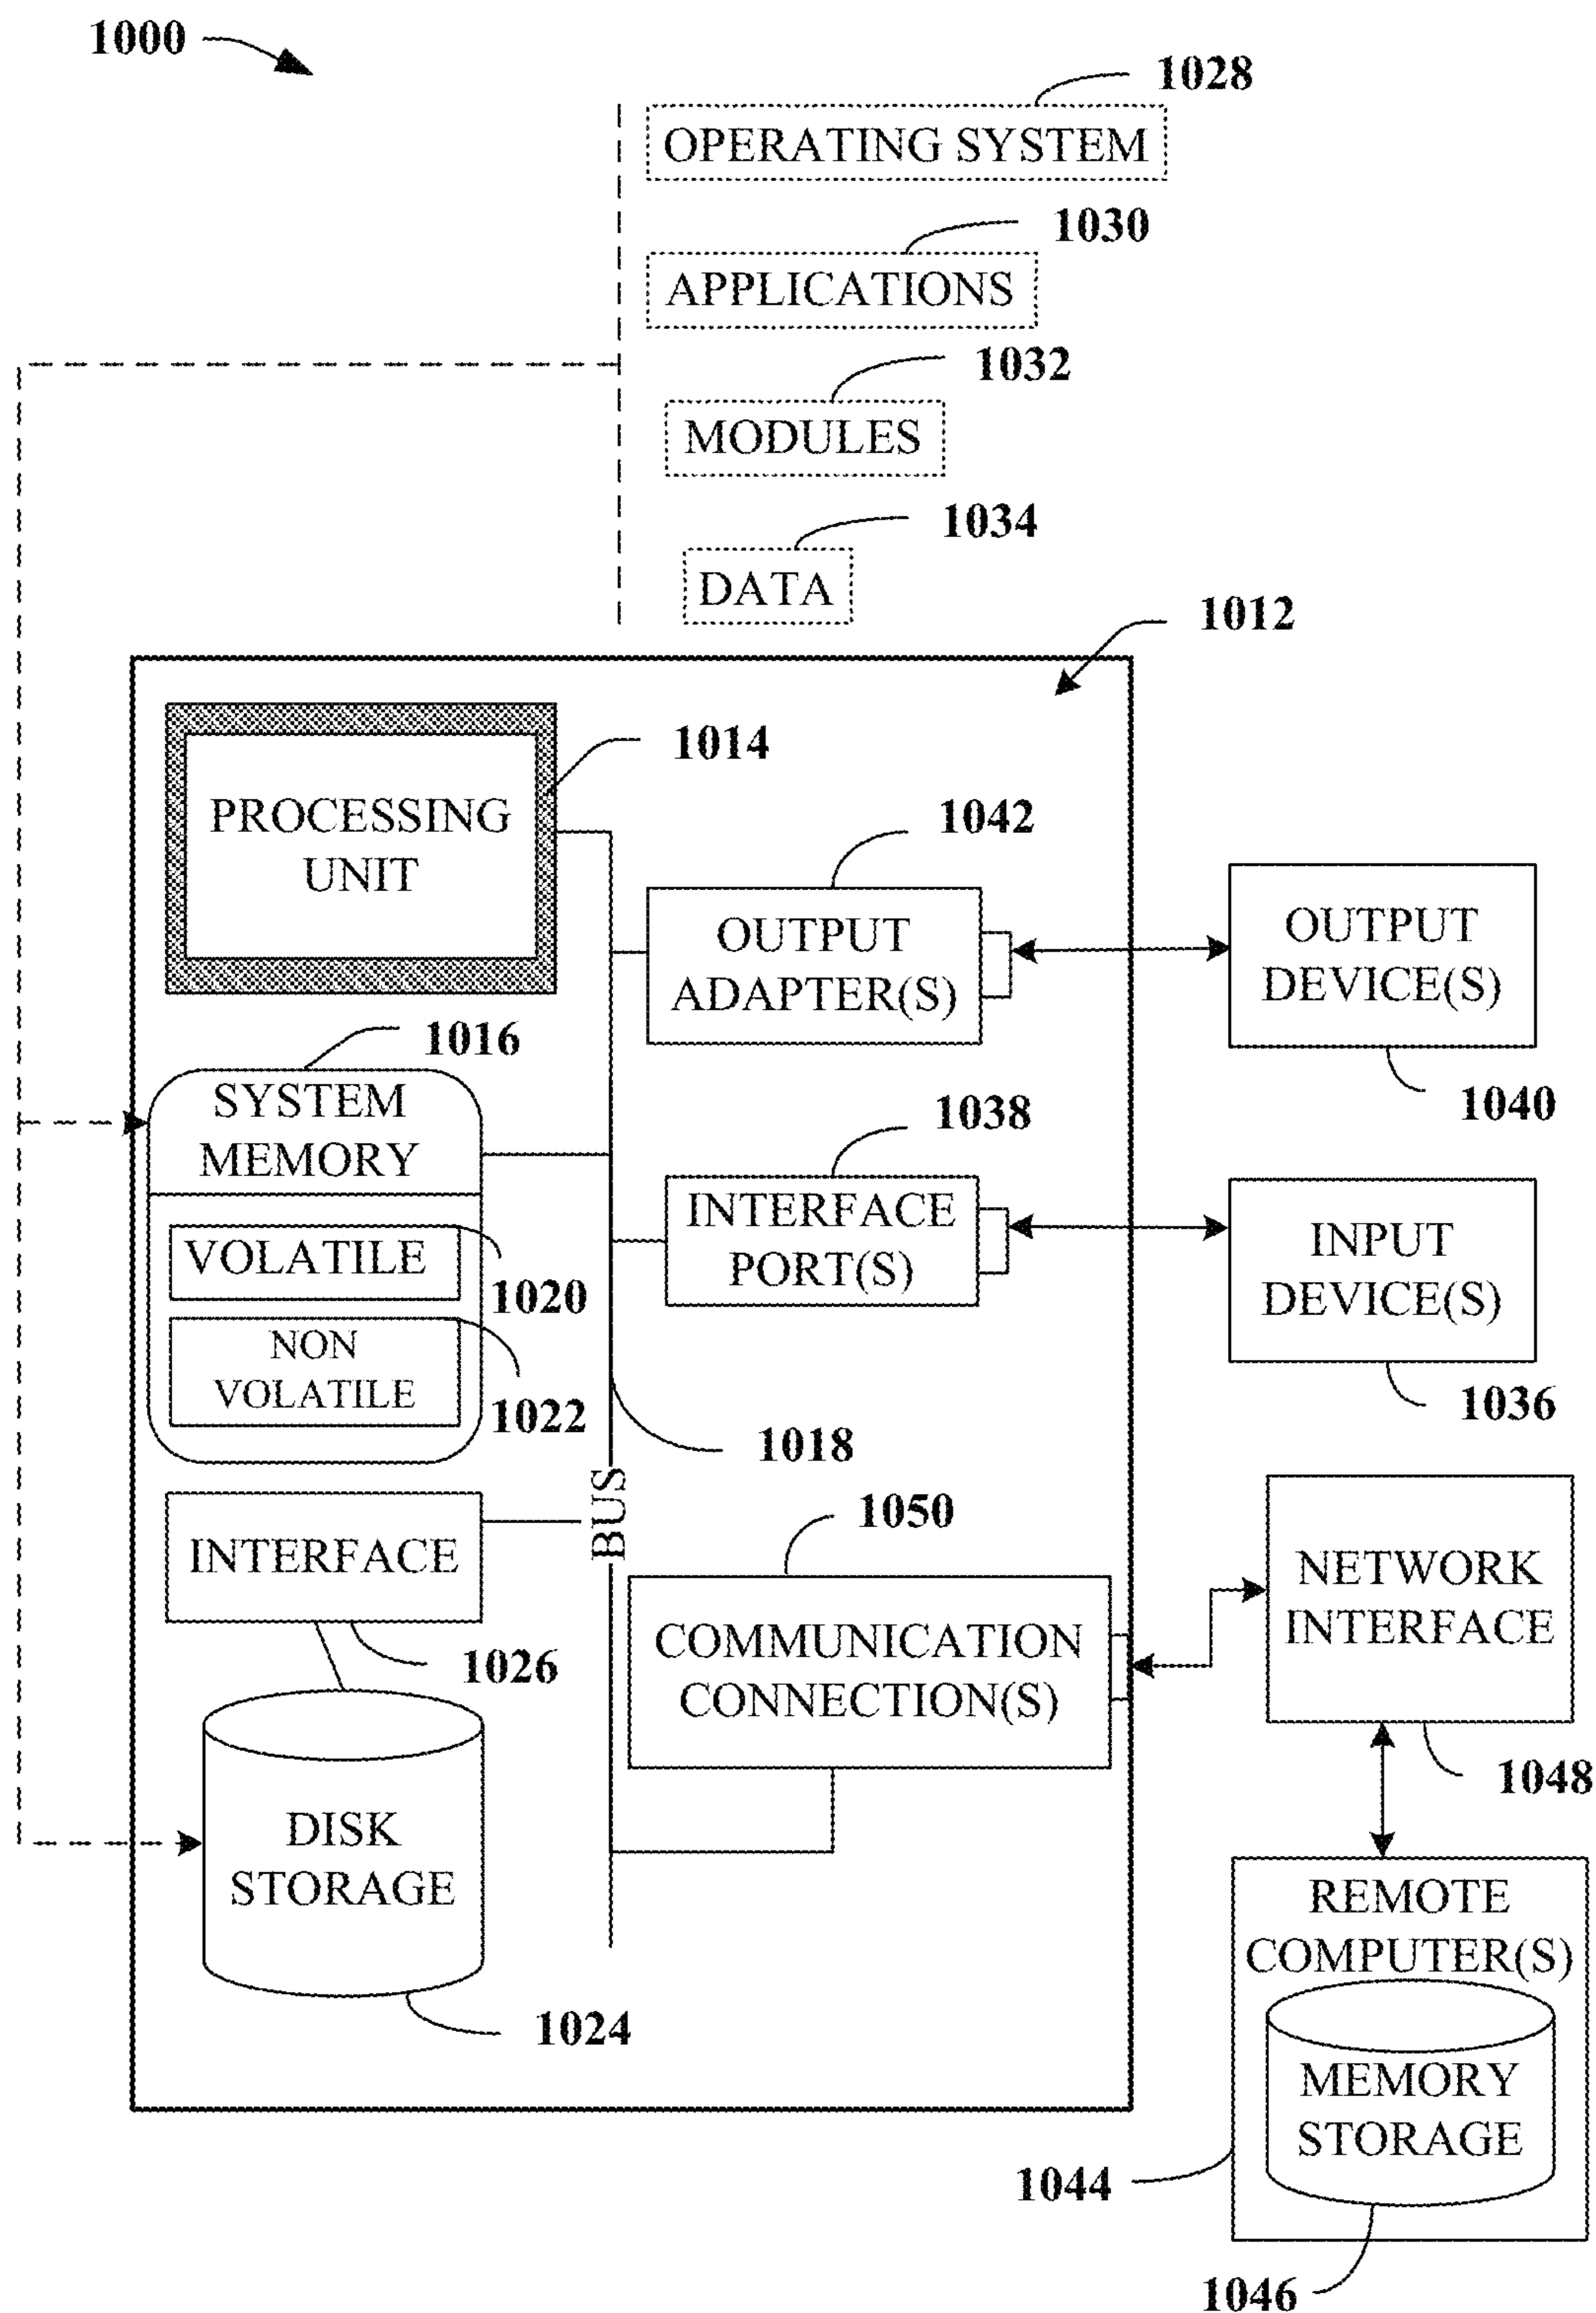 1000
1028
OPERATING SYSTEM
1030
APPLICATIONS
1032
MODULES
1034
DATA
1012
PROCESSING
UNIT
1014
1042
OUTPUT
ADAPTER(S)
OUTPUT
DEVICE(S)
1040
1016
SYSTEM
MEMORY
VOLATILE
1020
NON
VOLATILE
1022
1038
INTERFACE
PORT(S)
INPUT
DEVICE(S)
1036
1018
BUS
INTERFACE
1026
1050
COMMUNICATION
CONNECTION(S)
NETWORK
INTERFACE
1048
DISK
STORAGE
1024
REMOTE
COMPUTER(S)
MEMORY
STORAGE
1044
1046